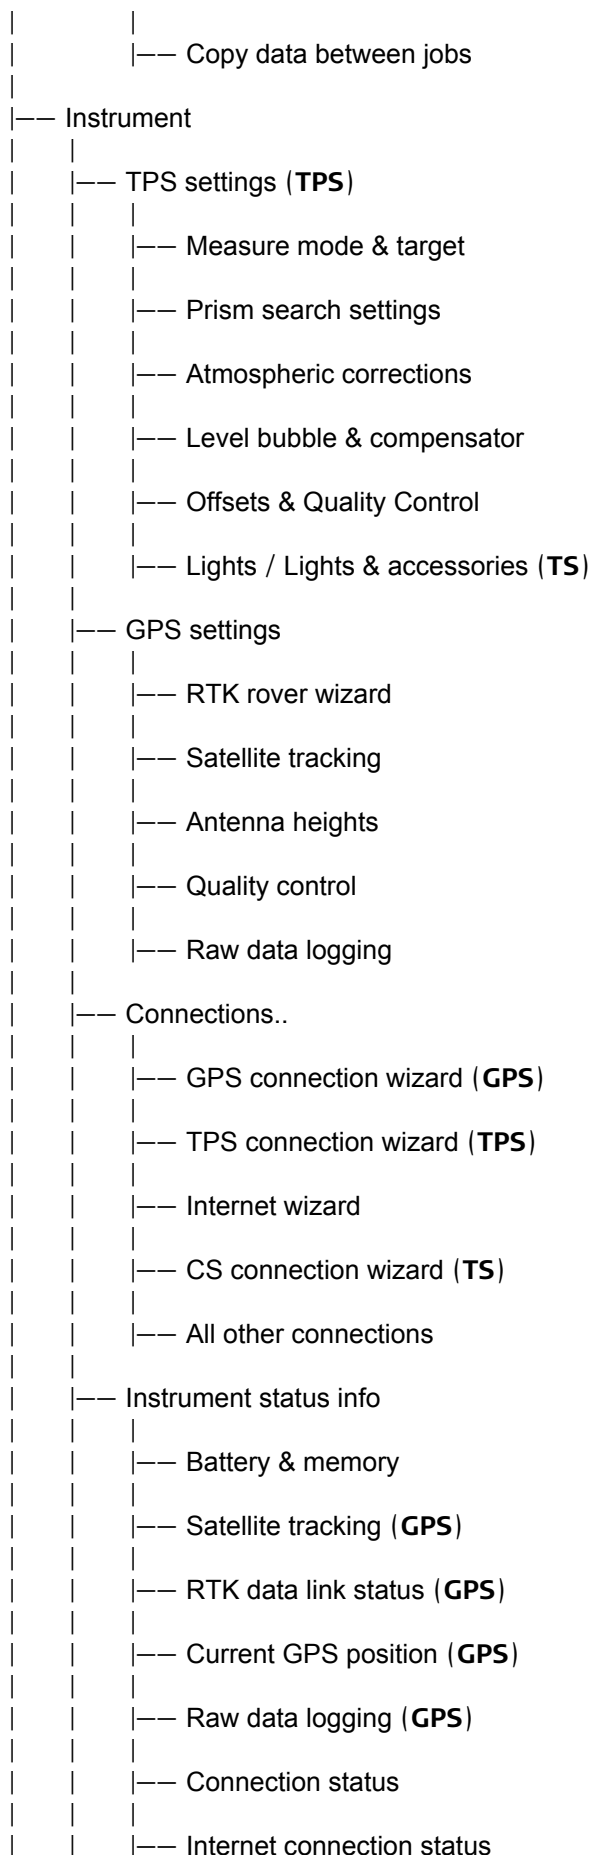 Copy data between jobs
Instrument
TPS settings (TPS)
Measure mode & target
Prism search settings
Atmospheric corrections
Level bubble & compensator
Offsets & Quality Control
Lights / Lights & accessories (TS)
GPS settings
RTK rover wizard
Satellite tracking
Antenna heights
Quality control
Raw data logging
Connections..
GPS connection wizard (GPS)
TPS connection wizard (TPS)
Internet wizard
CS connection wizard (TS)
All other connections
Instrument status info
Battery & memory
Satellite tracking (GPS)
RTK data link status (GPS)
Current GPS position (GPS)
Raw data logging (GPS)
Connection status
Internet connection status